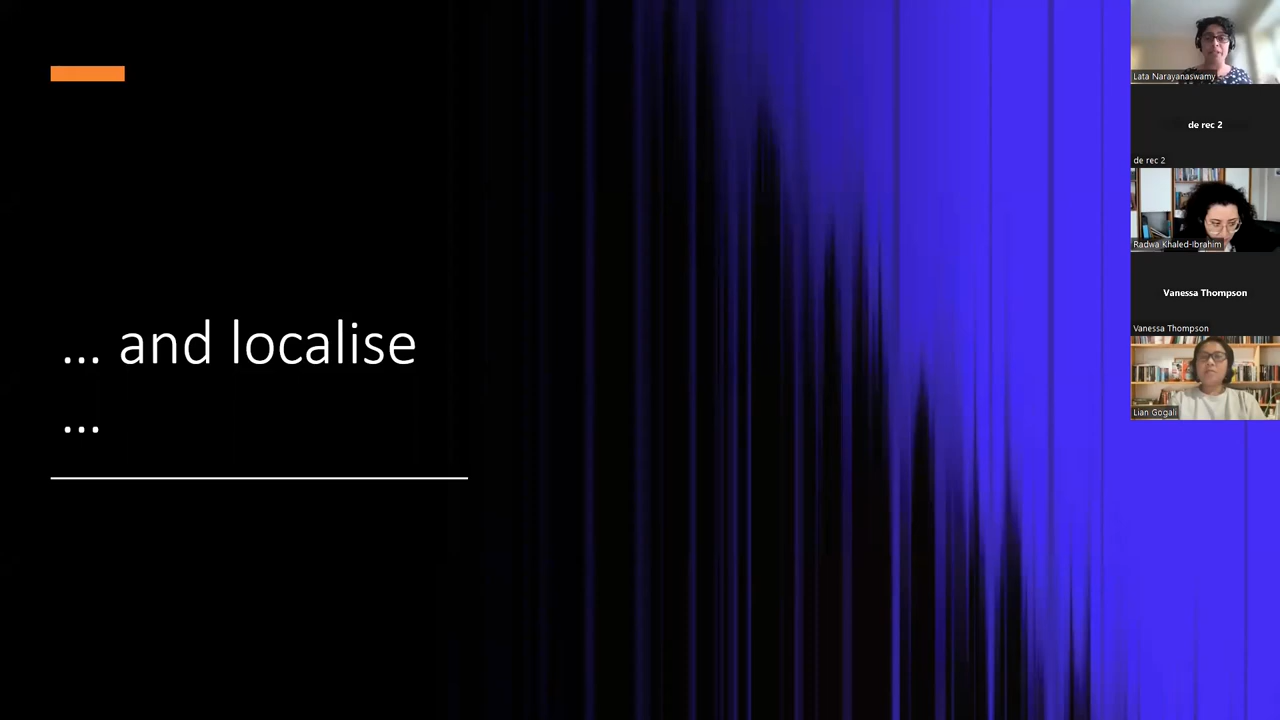 ... and localise
...
Lata Narayanaswamy
de rec 2
de rec 2
Radwa Khaled-Ibrahim
Vanessa Thompson
Vanessa Thompson
Lian Gogali